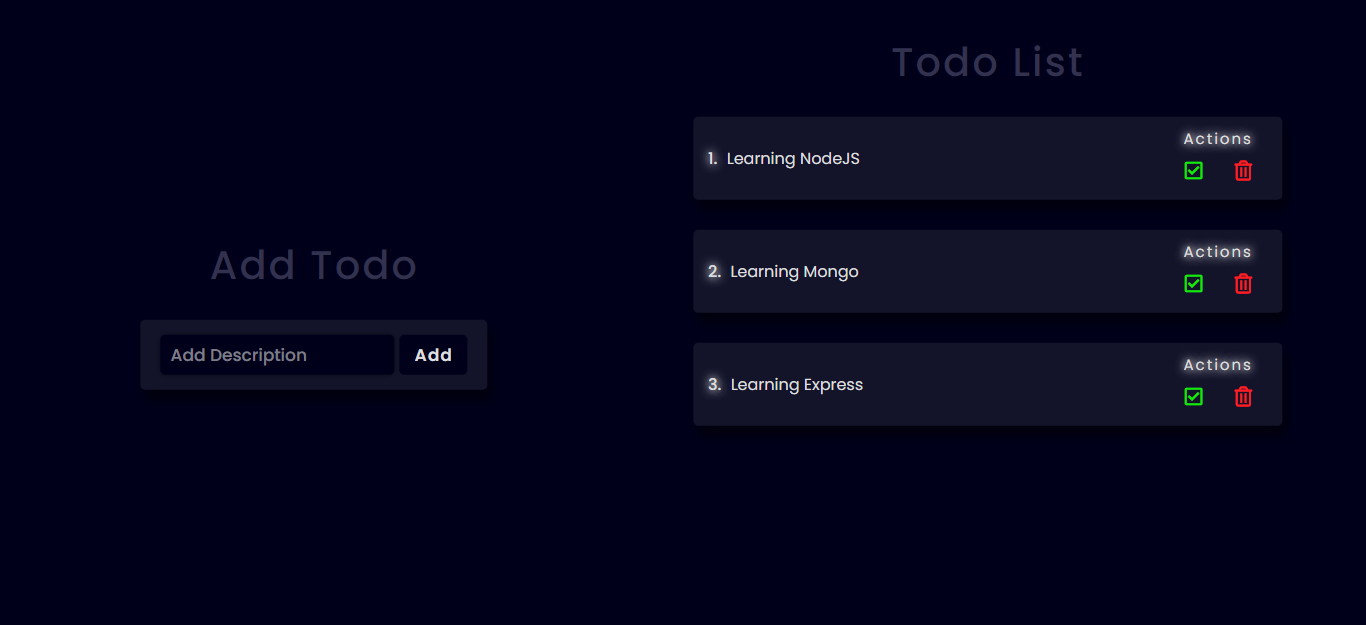 Add Todo
Add Description
Add
Todo List
1. Learning NodeJS
Actions
2. Learning Mongo
Actions
3. Learning Express
Actions